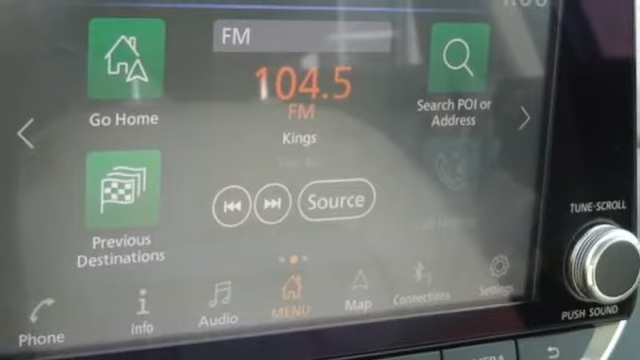 FM
Go Home
104.5
FM
Kings
Search POI or
Address
Previous
Destinations
Source
TUNE·SCROLL
PUSH SOUND
Phone
Info
Audio
MENU
Map
Connections
Settings